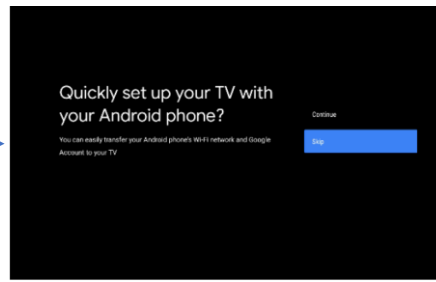 Quickly set up your TV with
your Android phone?
You can easily transfer your Android phone's Wi-Fi network and Google
Account to your TV
Continue
Skip